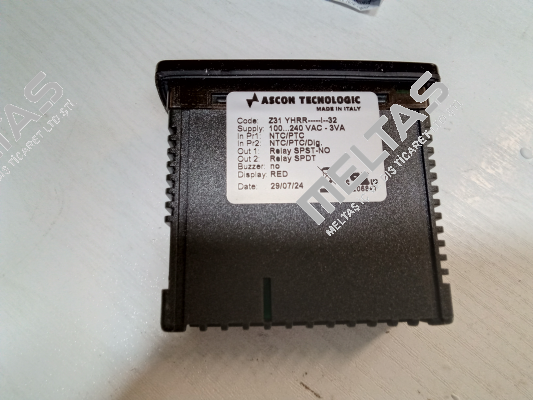 ASCON TECNOLOGIC
MADE IN ITALY
Code: Z31 YHRR-----I--32
Supply: 100...240 VAC - 3VA
In Pr1: NTC/PTC
In Pr2: NTC/PTC/Dig.
Out 1: Relay SPST-NO
Out 2: Relay SPDT
Buzzer: no
Display: RED
Date: 29/07/24
MELTAS